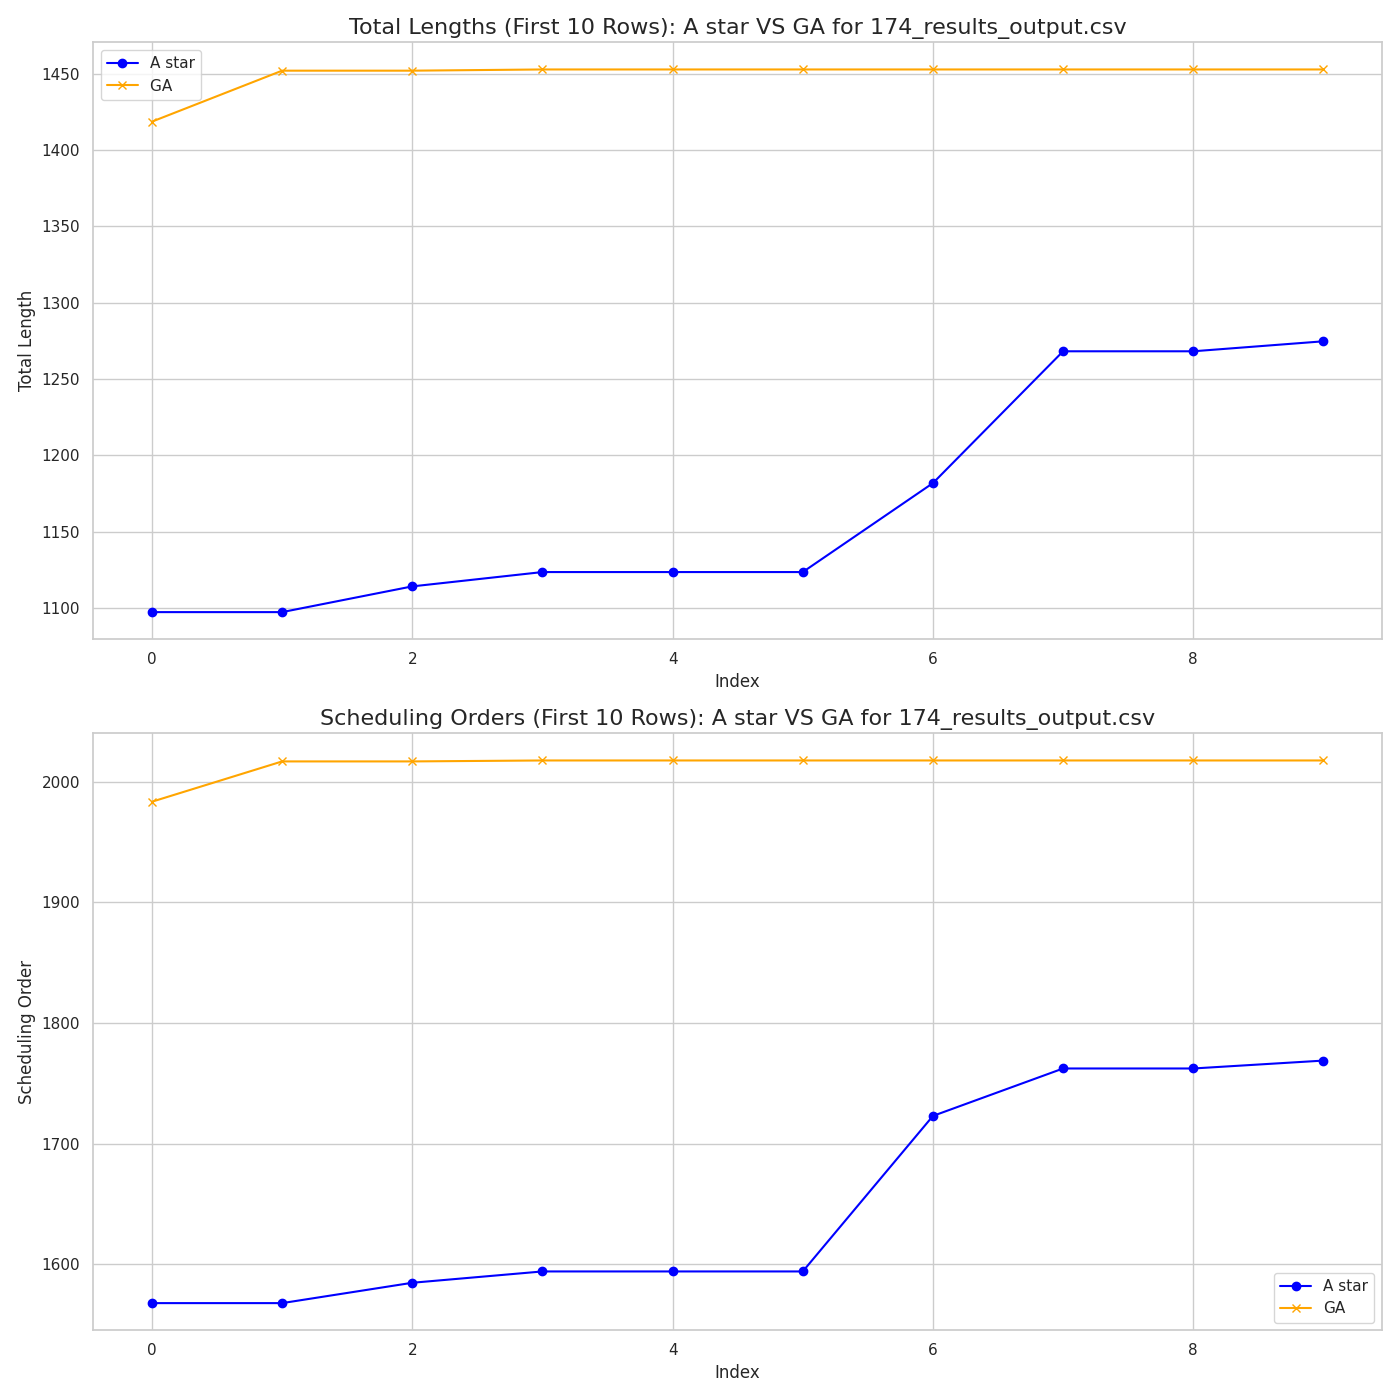 Total Lengths (First 10 Rows): A star VS GA for 174_results_output.csv
A star
GA
1450
1400
1350
1300
1250
1200
1150
1100
Total Length
0 2 4 6 8
Index
Scheduling Orders (First 10 Rows): A star VS GA for 174_results_output.csv
2000
1900
1800
1700
1600
Scheduling Order
A star
GA
0 2 4 6 8
Index